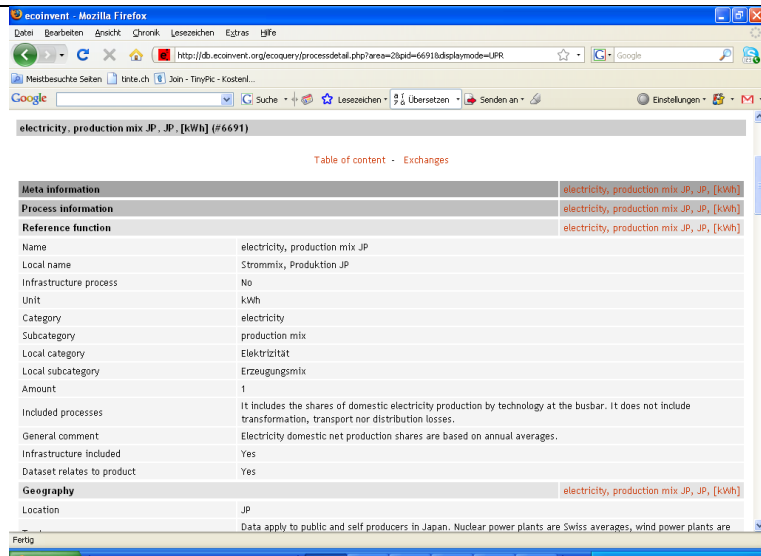 ecoinvent - Mozilla Firefox
Datei Bearbeiten Ansicht Chronik Lesezeichen Extras Hilfe
http://db.ecoinvent.org/ecoquery/processdetail.php?area=2&pid=6691&displaymode=UPR Google
Meistbesuchte Seiten tinte.ch Join - TinyPic - Kostenl...
Google Suche Lesezeichen Übersetzen Senden an Einstellungen
electricity, production mix JP, JP, [kWh] (#6691)
Table of content - Exchanges
Meta information electricity, production mix JP, JP, [kWh]
Process information electricity, production mix JP, JP, [kWh]
Reference function electricity, production mix JP, JP, [kWh]
Name electricity, production mix JP
Local name Strommix, Produktion JP
Infrastructure process No
Unit kWh
Category electricity
Subcategory production mix
Local category Elektrizität
Local subcategory Erzeugungsmix
Amount 1
Included processes It includes the shares of domestic electricity production by technology at the busbar. It does not include
transformation, transport nor distribution losses.
General comment Electricity domestic net production shares are based on annual averages.
Infrastructure included Yes
Dataset relates to product Yes
Geography electricity, production mix JP, JP, [kWh]
Location JP
Data apply to public and self producers in Japan. Nuclear power plants are Swiss averages, wind power plants are
Fertig